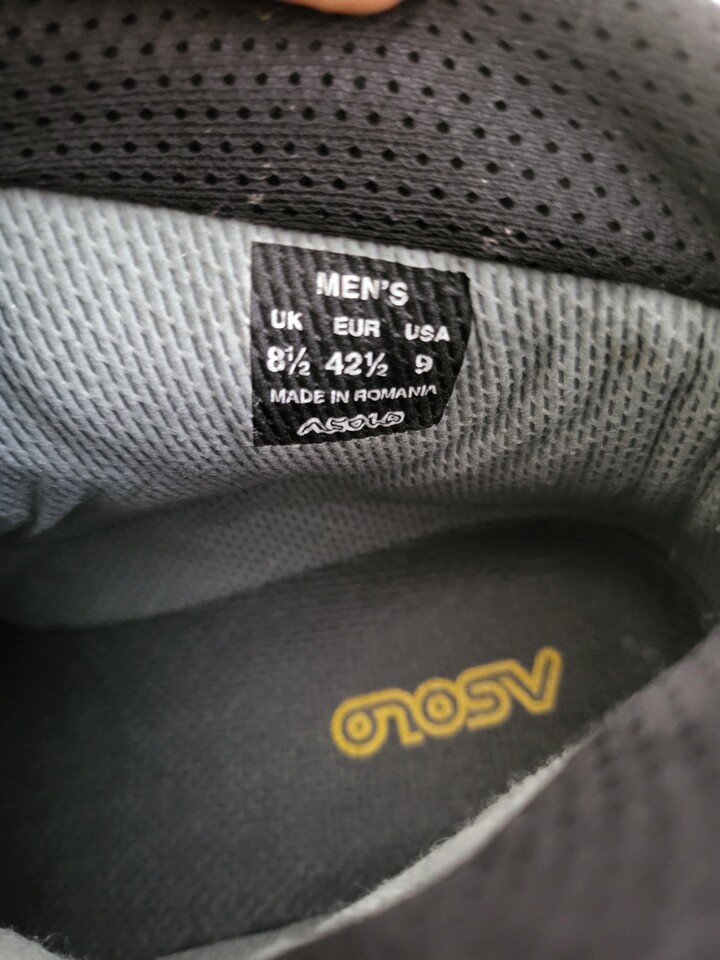 MEN'S
UK EUR USA
8½ 42½ 9
MADE IN ROMANIA
ASOLO
ASOLO